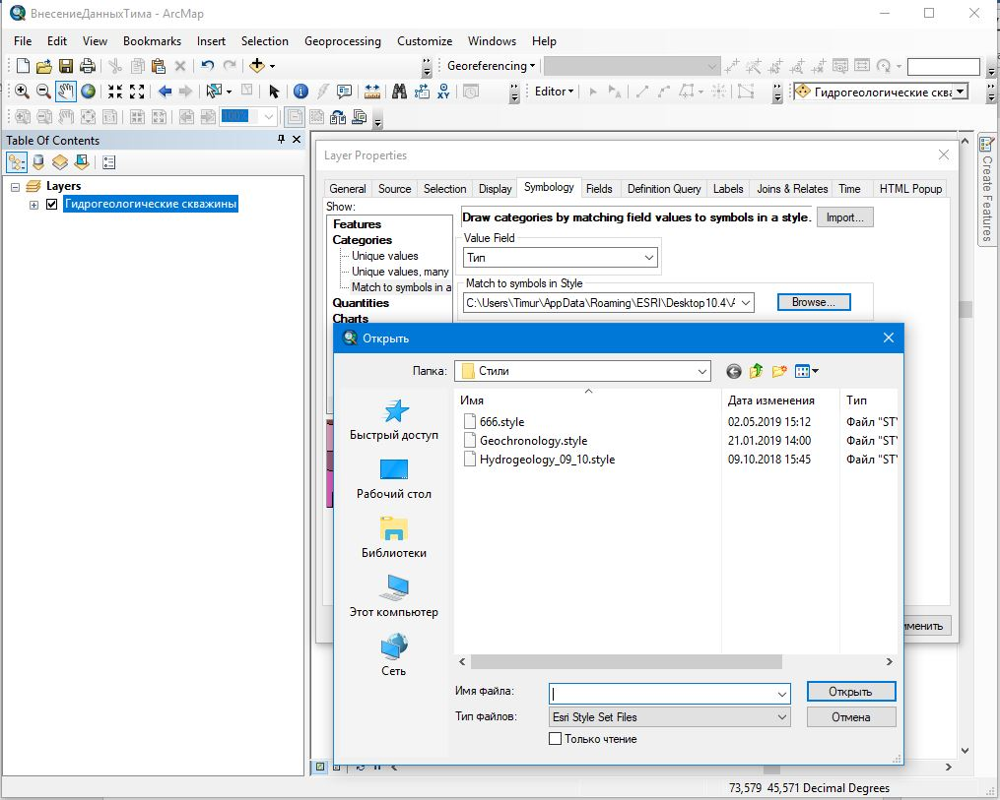 ВнесениеДанныхТима - ArcMap
File Edit View Bookmarks Insert Selection Geoprocessing Customize Windows Help
Georeferencing
Editor Гидрогеологические сква
100%
Table Of Contents
Layers
Гидрогеологические скважины
Create Features
Layer Properties
General Source Selection Display Symbology Fields Definition Query Labels Joins & Relates Time HTML Popup
Show:
Features
Categories
Unique values
Unique values, many
Match to symbols in a
Quantities
Charts
Draw categories by matching field values to symbols in a style.
Import...
Value Field
Тип
Match to symbols in Style
C:\Users\Timur\AppData\Roaming\ESRI\Desktop10.4\A
Browse...
Открыть
Папка: Стили
Быстрый доступ
Рабочий стол
Библиотеки
Этот компьютер
Сеть
Имя Дата изменения Тип
666.style 02.05.2019 15:12 Файл "STY
Geochronology.style 21.01.2019 14:00 Файл "STY
Hydrogeology_09_10.style 09.10.2018 15:45 Файл "STY
Имя файла: Открыть
Тип файлов: Esri Style Set Files Отмена
Только чтение
именить
73,579 45,571 Decimal Degrees